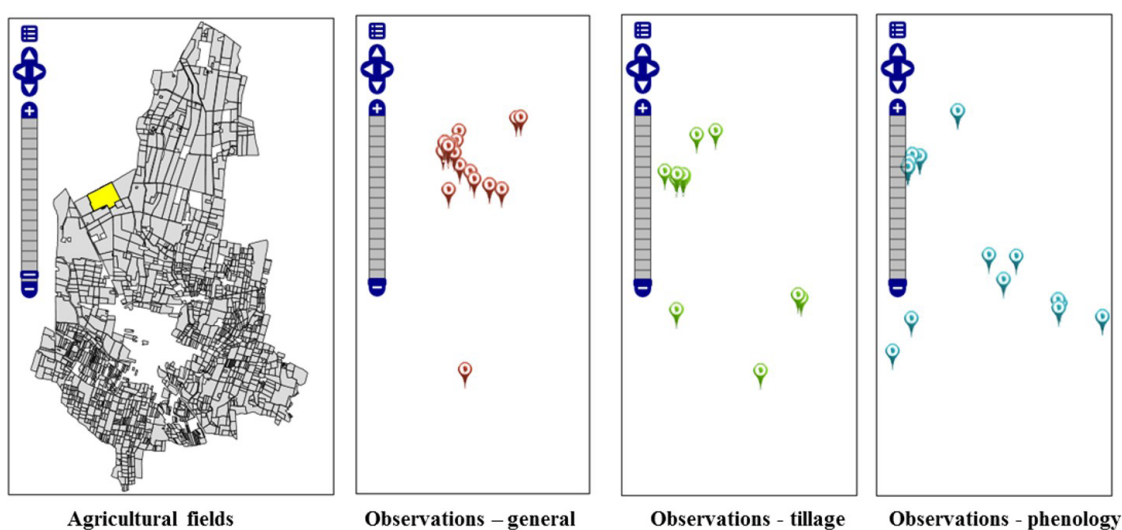 Agricultural fields
Observations – general
Observations - tillage
Observations - phenology